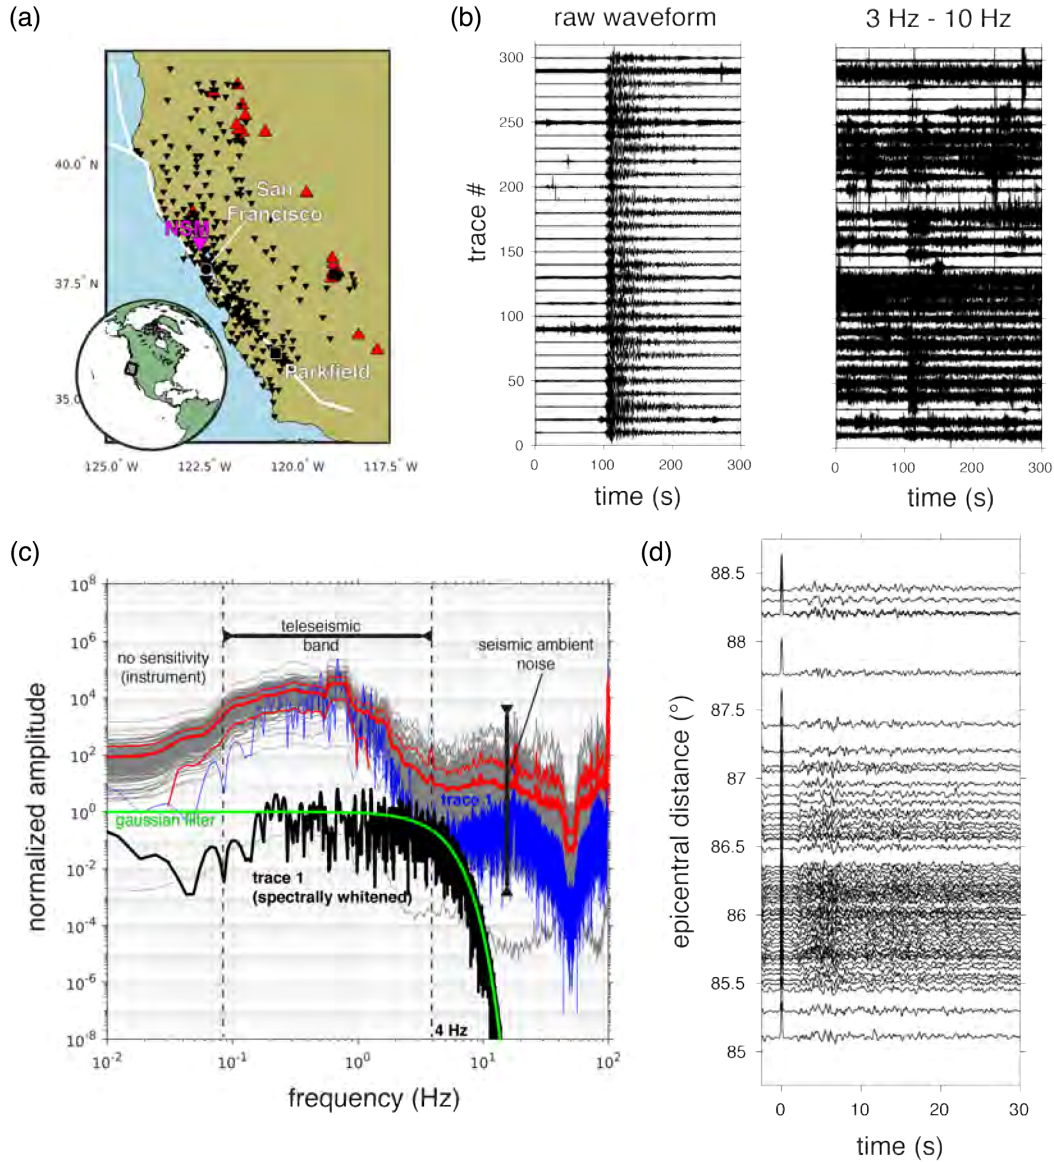 (a)
40.0° N
37.5° N
35.
125.0° W
122.5° W
120.0° W
117.5° W
San
Francisco
NSM
Parkfield
(b)
raw waveform
3 Hz - 10 Hz
trace #
310
300
250
200
150
100
50
0
0
100
200
300
time (s)
0
100
200
300
time (s)
(c)
normalized amplitude
10^8
10^6
10^4
10^2
10^0
10^-2
10^-4
10^-6
10^-8
10^-2
10^-1
10^0
10^1
10^2
frequency (Hz)
teleseismic
band
no sensitivity
(instrument)
seismic ambient
noise
trace 1
gaussian filter
trace 1
(spectrally whitened)
4 Hz
(d)
epicentral distance (°)
88.5
88
87.5
87
86.5
86
85.5
85
0
10
20
30
time (s)